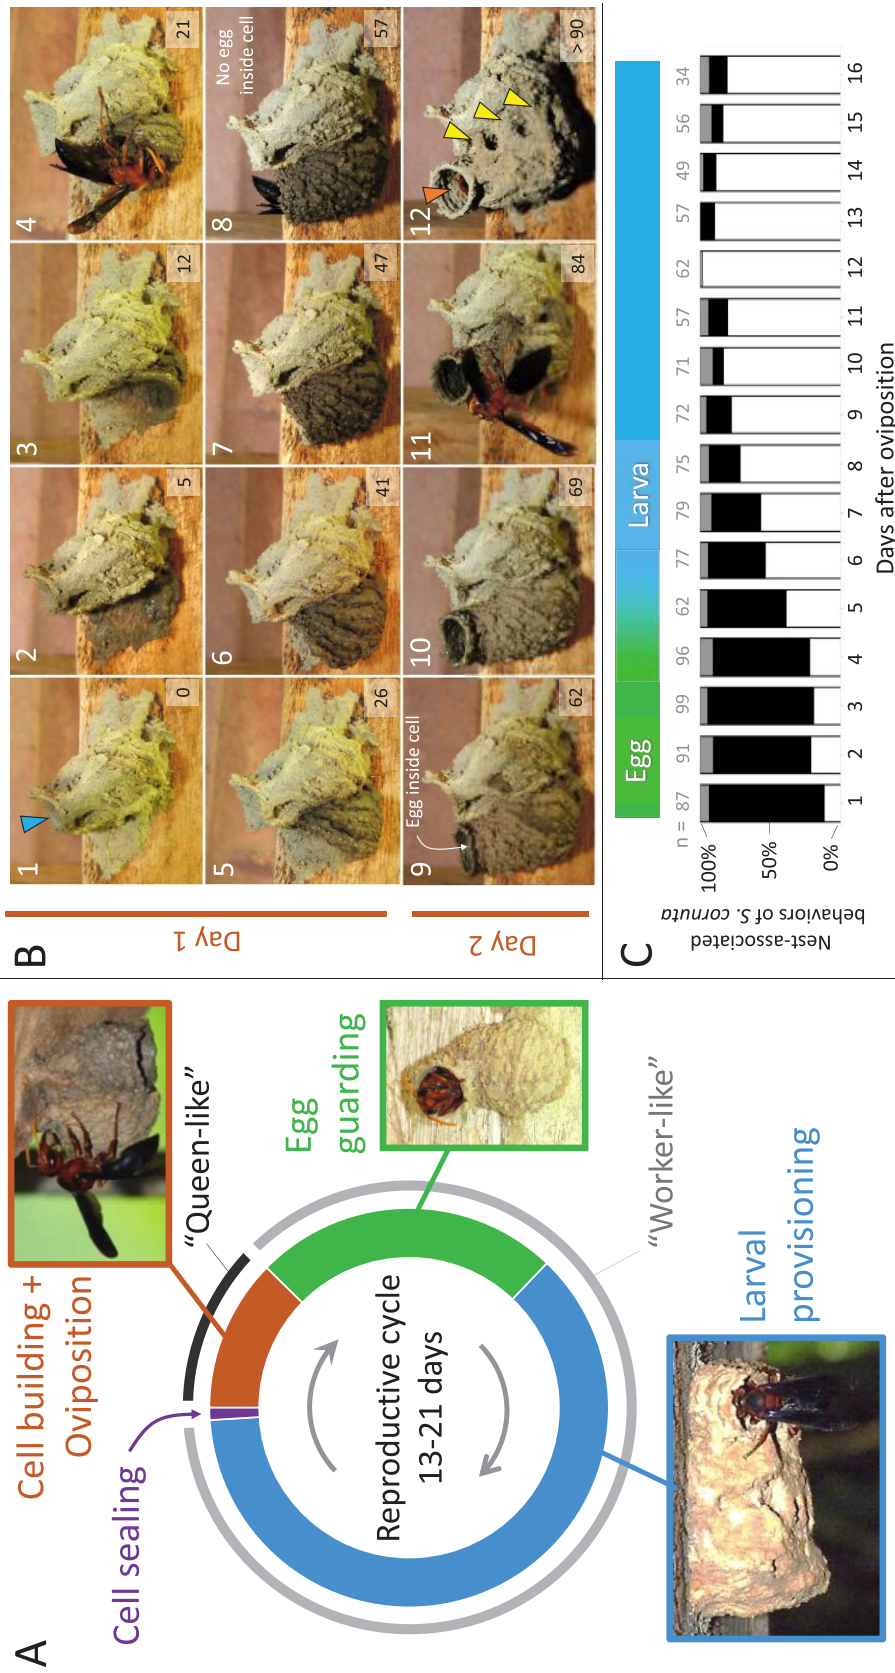 A
Cell building +
Oviposition
Cell sealing
“Queen-like”
Egg
guarding
Reproductive cycle
13-21 days
“Worker-like”
Larval
provisioning
B
Day 1
Day 2
1
0
2
5
3
12
4
21
5
26
6
41
7
47
8
No egg
inside cell
57
9
Egg inside cell
62
10
69
11
84
12
> 90
C
Egg
Larva
n = 87 91 99 96 62 77 79 75 72 71 57 62 57 49 56 34
100%
50%
0%
Nest-associated
behaviors of S. cornuta
1 2 3 4 5 6 7 8 9 10 11 12 13 14 15 16
Days after oviposition